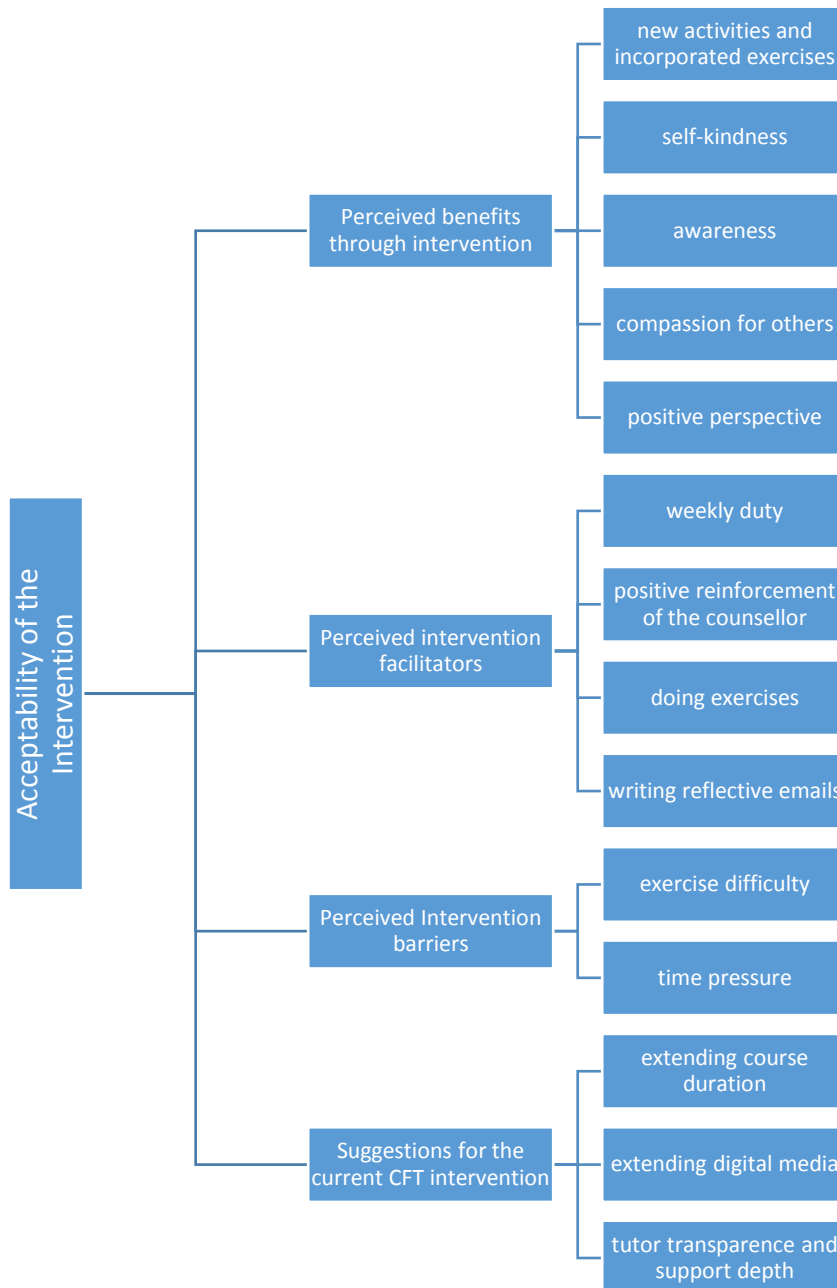 Acceptability of the
Intervention
Perceived benefits
through intervention
new activities and
incorporated exercises
self-kindness
awareness
compassion for others
positive perspective
Perceived intervention
facilitators
weekly duty
positive reinforcement
of the counsellor
doing exercises
writing reflective emails
Perceived Intervention
barriers
exercise difficulty
time pressure
Suggestions for the
current CFT intervention
extending course
duration
extending digital media
tutor transparence and
support depth